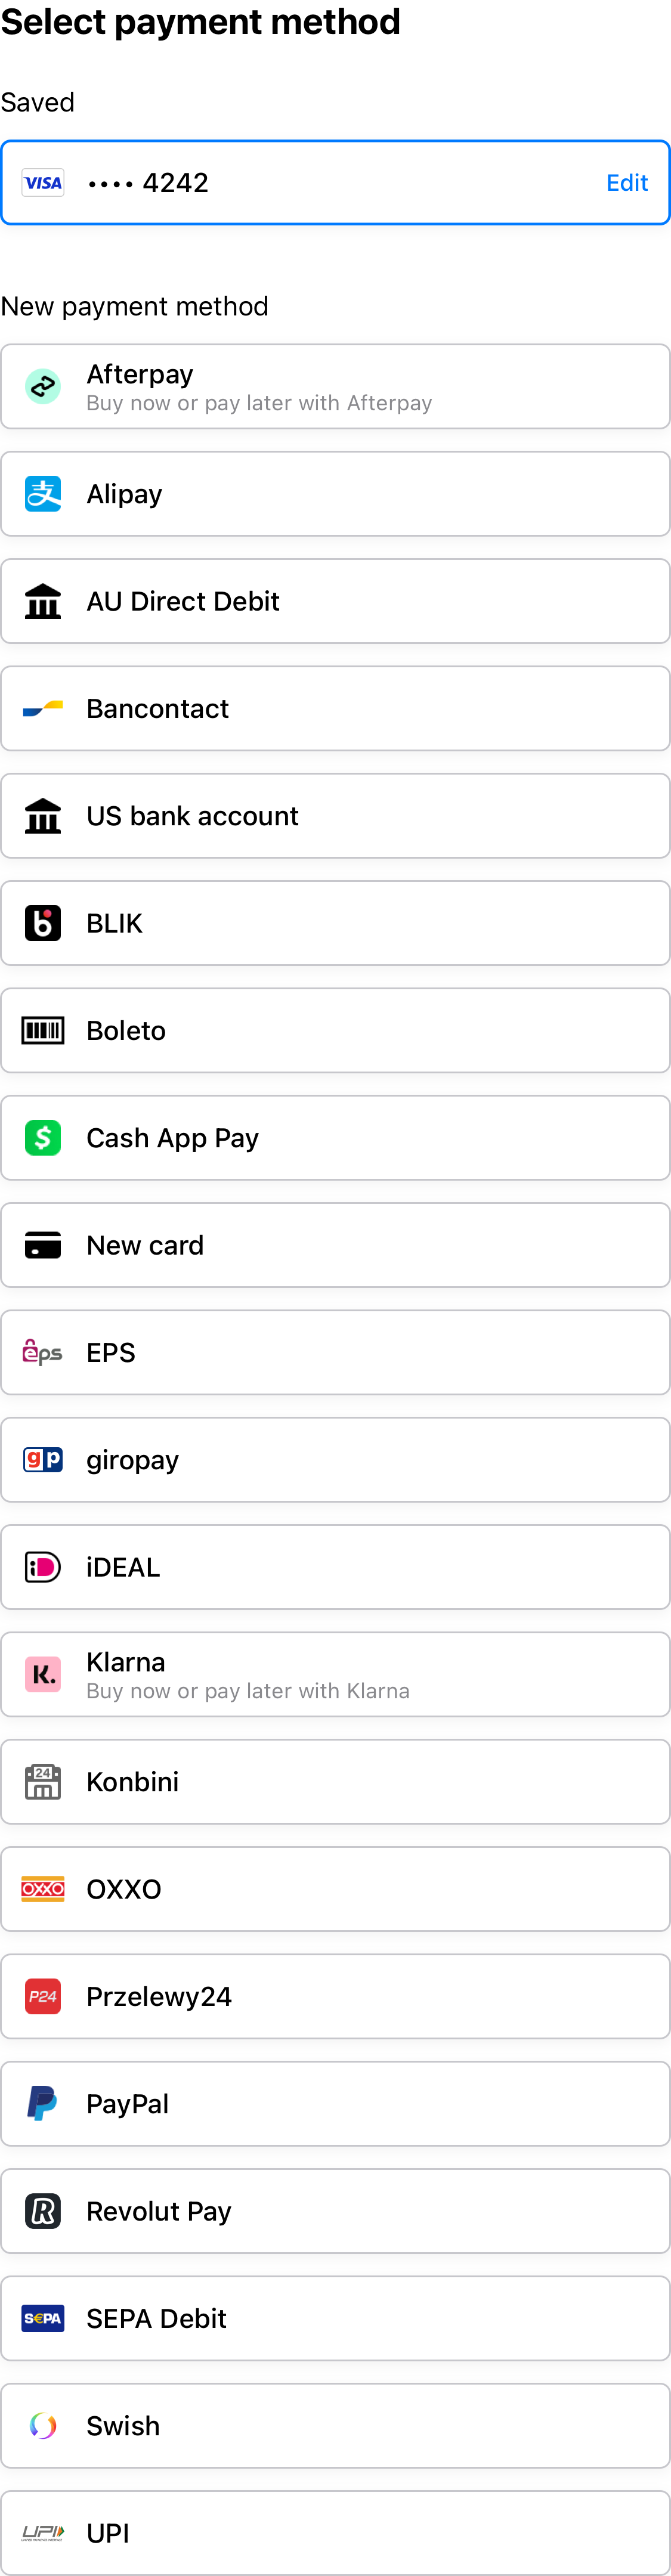 Select payment method
Saved
VISA •••• 4242 Edit
New payment method
Afterpay
Buy now or pay later with Afterpay
支 Alipay
AU Direct Debit
Bancontact
US bank account
b BLIK
Boleto
$ Cash App Pay
New card
eps EPS
gp giropay
iD iDEAL
K. Klarna
Buy now or pay later with Klarna
24 Konbini
OXXO OXXO
P24 Przelewy24
P PayPal
R Revolut Pay
S€PA SEPA Debit
Swish
UPI UPI